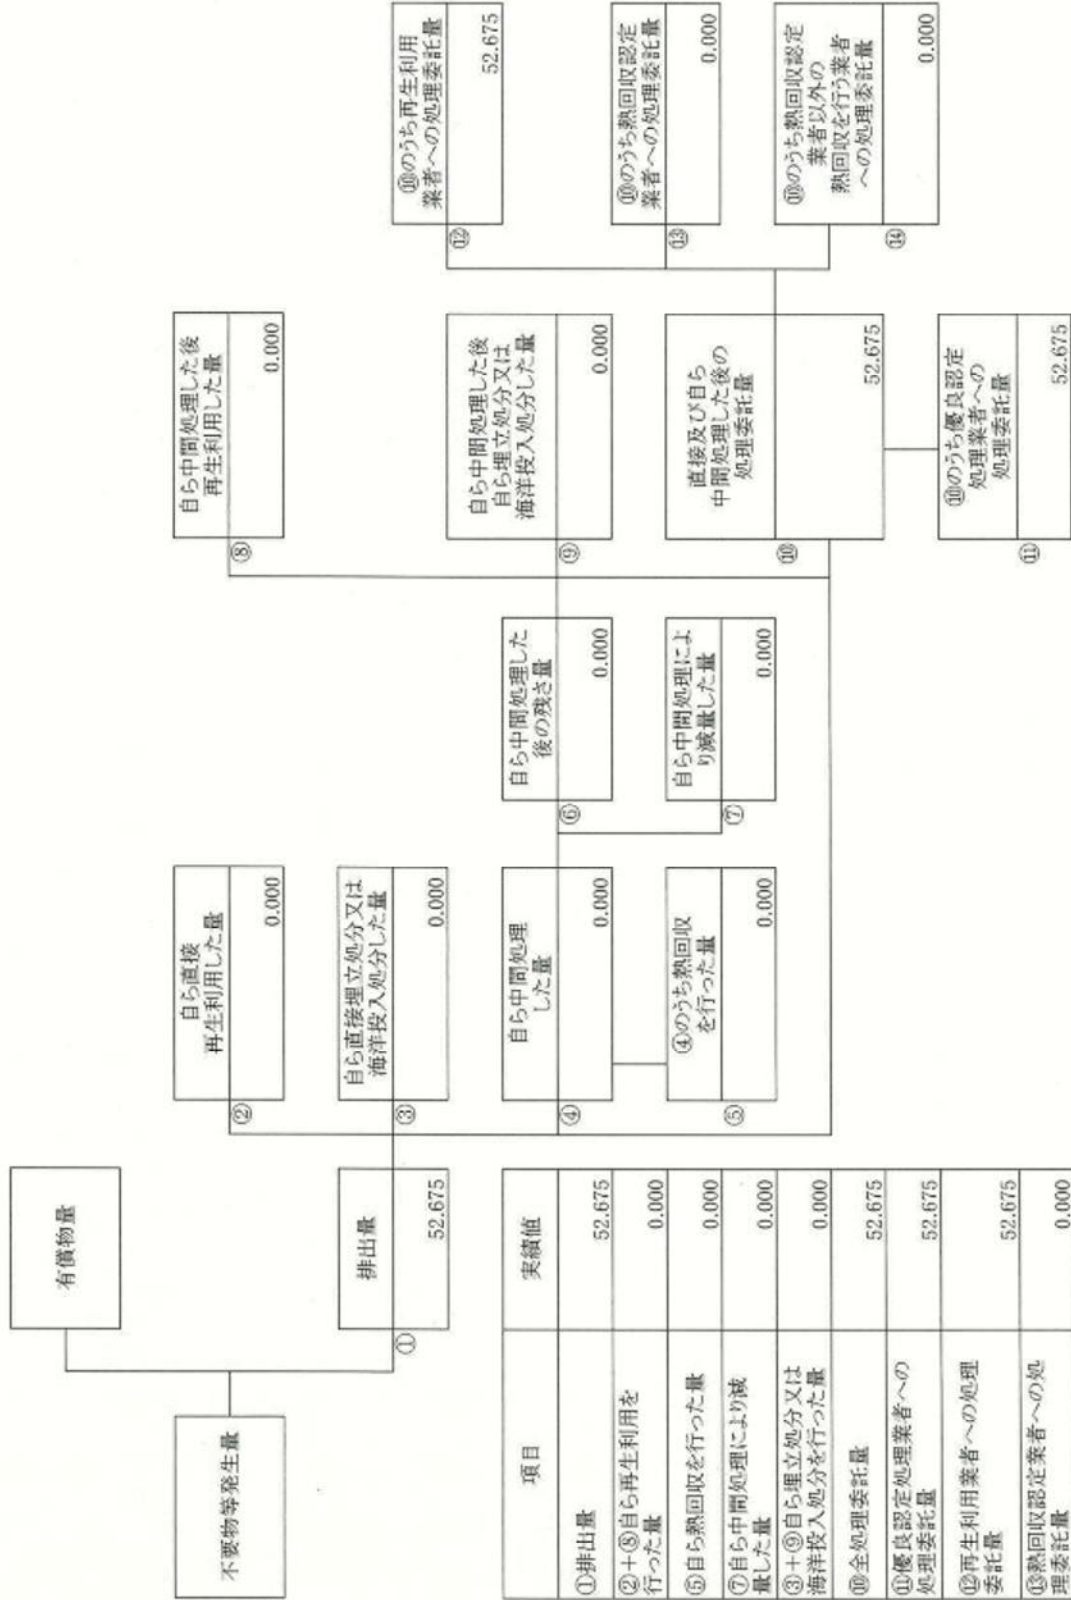 不要物等発生量
有償物量
①
排出量
52.675
②
自ら直接
再生利用した量
0.000
③
自ら直接埋立処分又は
海洋投入処分した量
0.000
④
自ら中間処理
した量
0.000
⑤
④のうち熱回収
を行った量
0.000
⑥
自ら中間処理した
後の残さ量
0.000
⑦
自ら中間処理によ
り減量した量
0.000
⑧
自ら中間処理した後
再生利用した量
0.000
⑨
自ら中間処理した後
自ら埋立処分又は
海洋投入処分した量
0.000
⑩
直接及び自ら
中間処理した後の
処理委託量
52.675
⑪
⑩のうち優良認定
処理業者への
処理委託量
52.675
⑫
⑩のうち再生利用
業者への処理委託量
52.675
⑬
⑩のうち熱回収認定
業者への処理委託量
0.000
⑭
⑩のうち熱回収認定
業者以外の
熱回収を行う業者
への処理委託量
0.000
項目 実績値
①排出量 52.675
②+⑧自ら再生利用を
行った量 0.000
⑤自ら熱回収を行った量 0.000
⑦自ら中間処理により減
量した量 0.000
③+⑨自ら埋立処分又は
海洋投入処分を行った量 0.000
⑩全処理委託量 52.675
⑪優良認定処理業者への
処理委託量 52.675
⑫再生利用業者への処理
委託量 52.675
⑬熱回収認定業者への処
理委託量 0.000